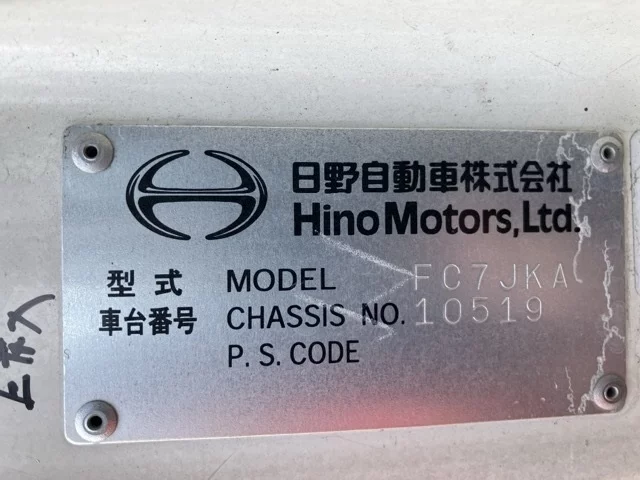 日野自動車株式会社
Hino Motors, Ltd.
型式 MODEL FC7JKA
車台番号 CHASSIS NO. 10519
P. S. CODE